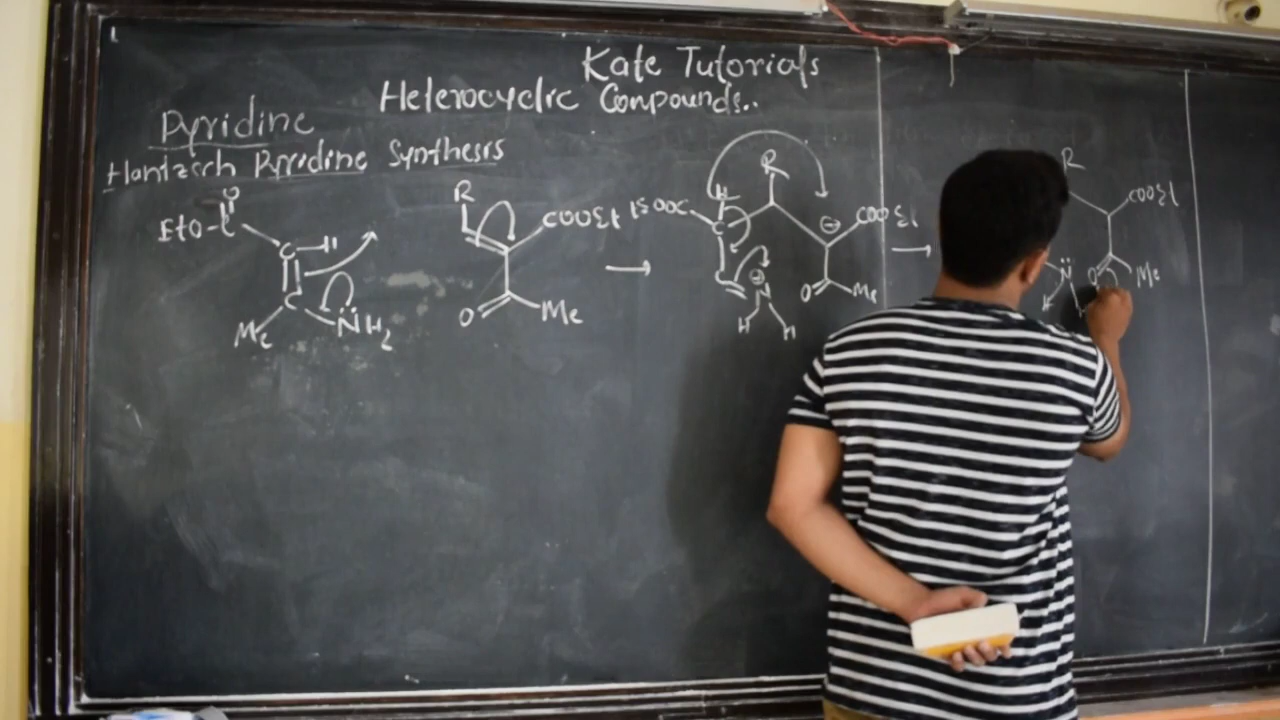 Kate Tutorials
Heterocyclic Compounds..
Pyridine
Hantzsch Pyridine Synthesis
O
EtO-C
C-H
C
Me
NH2
R
COOEt
O
Me
R
EtOOC
H
C
⊖
COOEt
⊕
N
H
H
O
Me
R
COOEt
N
H
O
Me